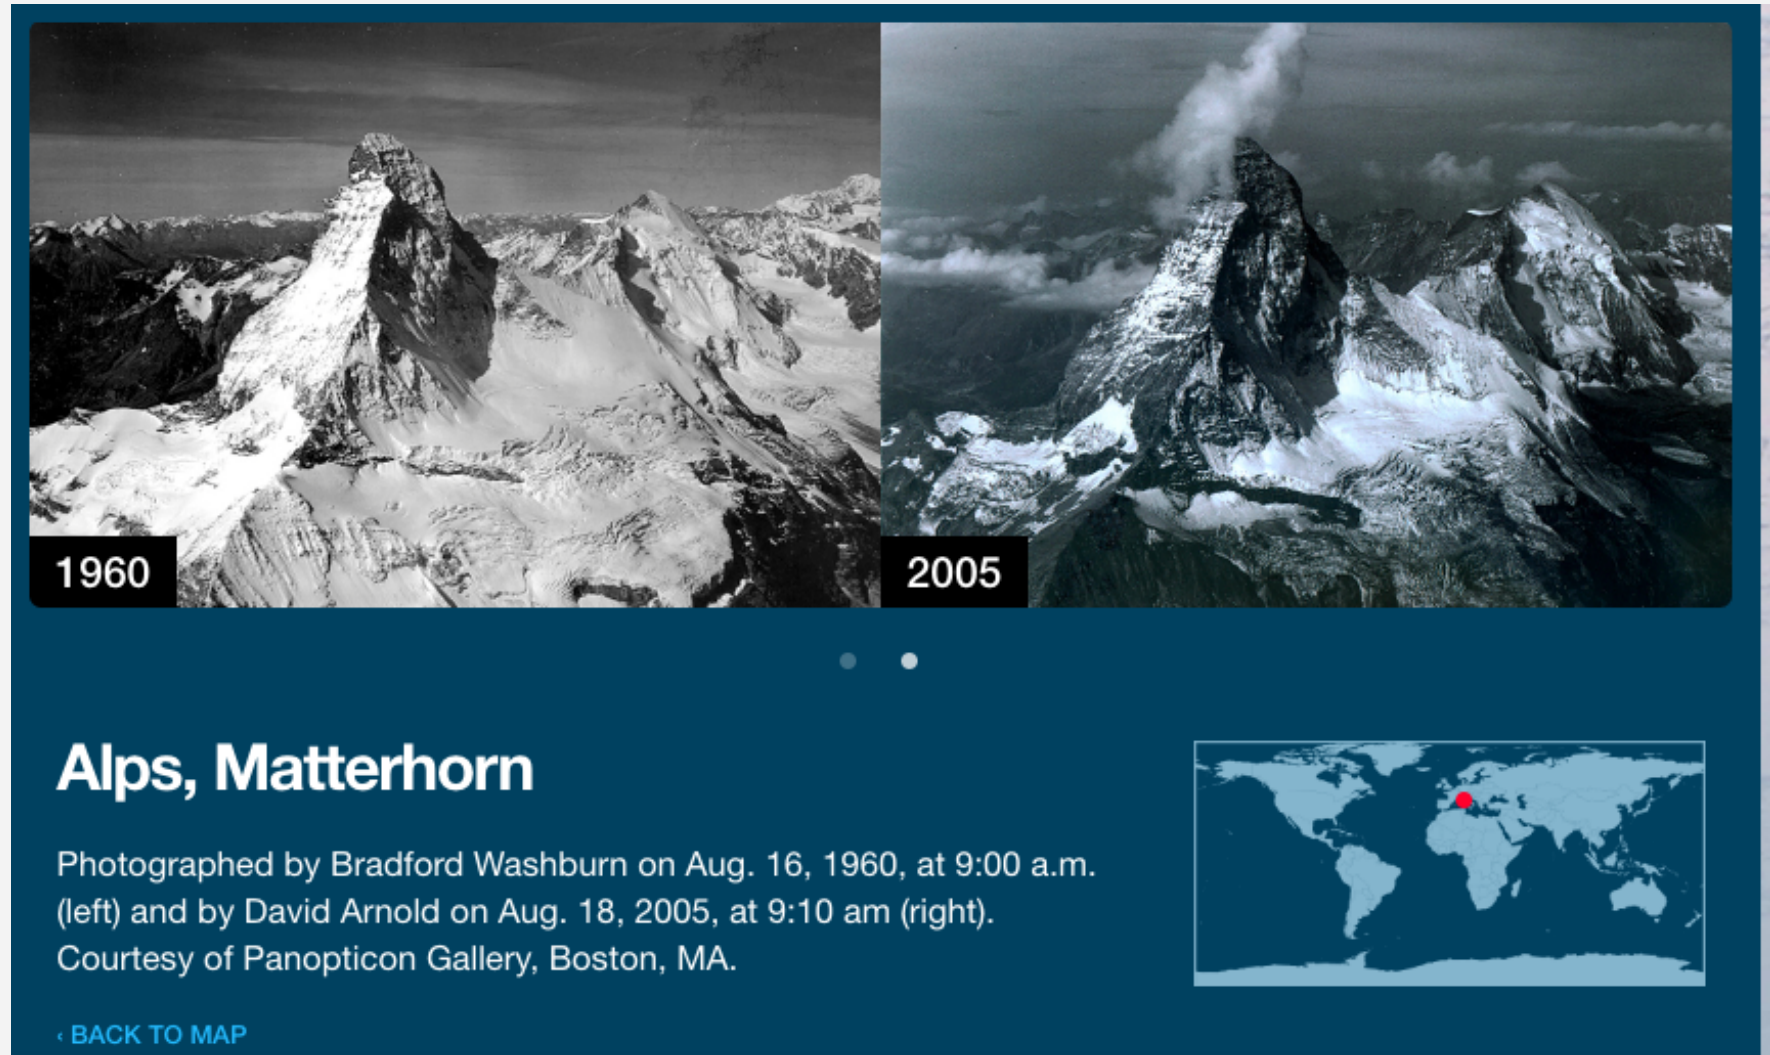 1960
2005
Alps, Matterhorn
Photographed by Bradford Washburn on Aug. 16, 1960, at 9:00 a.m.
(left) and by David Arnold on Aug. 18, 2005, at 9:10 am (right).
Courtesy of Panopticon Gallery, Boston, MA.
‹ BACK TO MAP